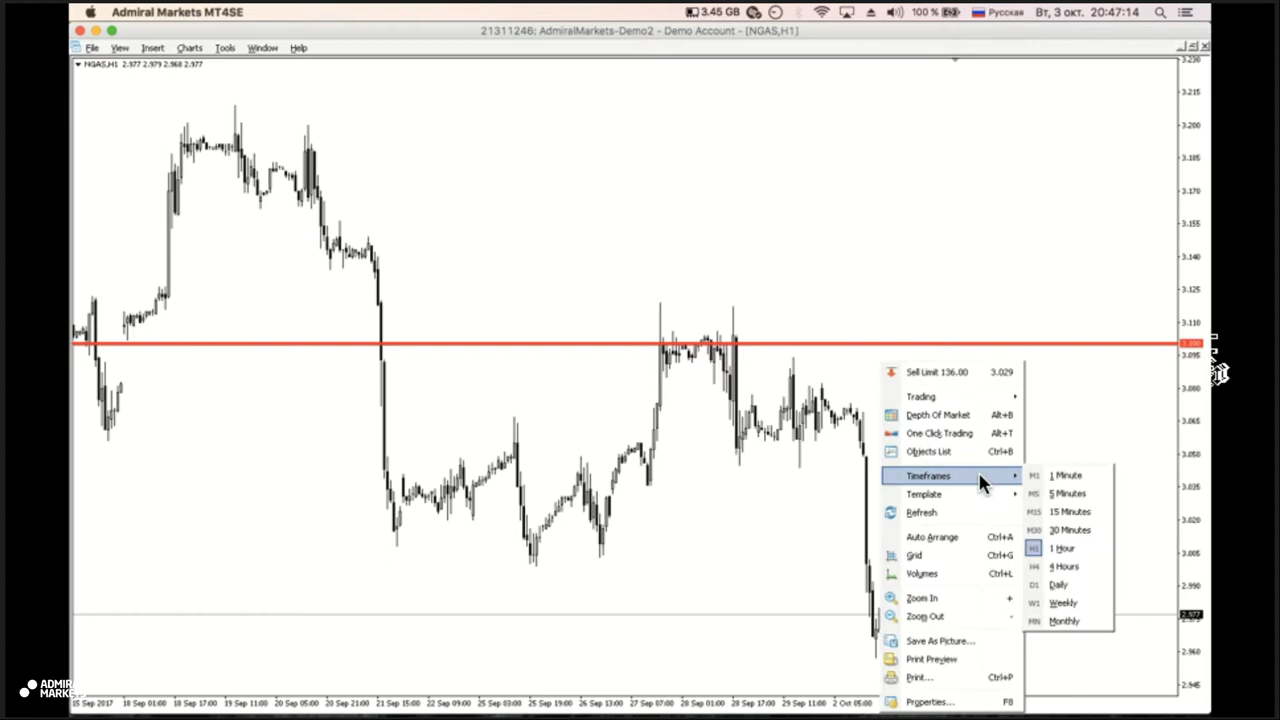 Admiral Markets MT4SE
3.45 GB
100 %
Русская
Вт, 3 окт. 20:47:14
21311246: AdmiralMarkets-Demo2 - Demo Account - [NGAS,H1]
File View Insert Charts Tools Window Help
NGAS,H1 2.977 2.979 2.968 2.977
3.230
3.215
3.200
3.185
3.170
3.155
3.140
3.125
3.110
3.100
3.095
3.080
3.065
3.050
3.035
3.020
3.005
2.990
2.977
2.960
2.945
Sell Limit 136.00 3.029
Trading
Depth Of Market Alt+B
One Click Trading Alt+T
Objects List Ctrl+B
Timeframes
Template
Refresh
Auto Arrange Ctrl+A
Grid Ctrl+G
Volumes Ctrl+L
Zoom In +
Zoom Out -
Save As Picture...
Print Preview
Print... Ctrl+P
Properties... F8
M1 1 Minute
M5 5 Minutes
M15 15 Minutes
M30 30 Minutes
H1 1 Hour
H4 4 Hours
D1 Daily
W1 Weekly
MN Monthly
15 Sep 2017 18 Sep 01:00 18 Sep 17:00 19 Sep 09:00 20 Sep 05:00 20 Sep 21:00 21 Sep 15:00 22 Sep 09:00 25 Sep 03:00 25 Sep 19:00 26 Sep 13:00 27 Sep 07:00 28 Sep 01:00 28 Sep 17:00 29 Sep 11:00 2 Oct 05:00
ADMIRAL
MARKETS